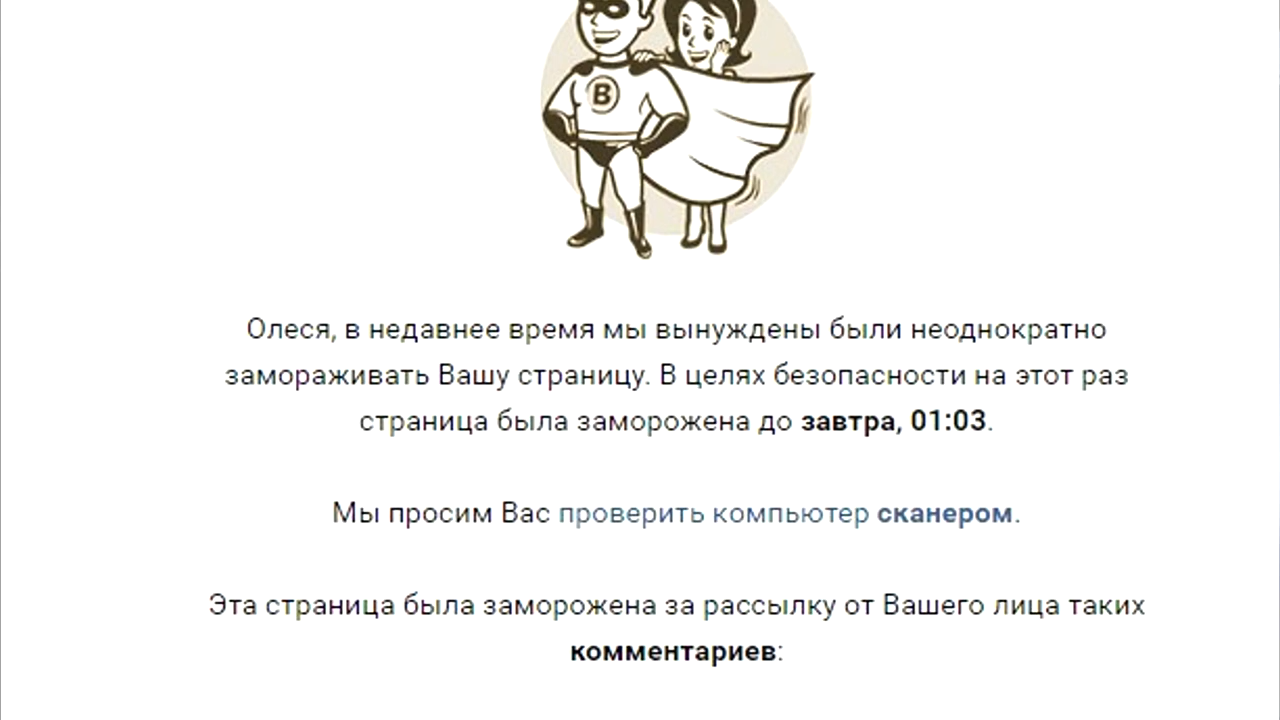 В
Олеся, в недавнее время мы вынуждены были неоднократно
замораживать Вашу страницу. В целях безопасности на этот раз
страница была заморожена до завтра, 01:03.
Мы просим Вас проверить компьютер сканером.
Эта страница была заморожена за рассылку от Вашего лица таких
комментариев: